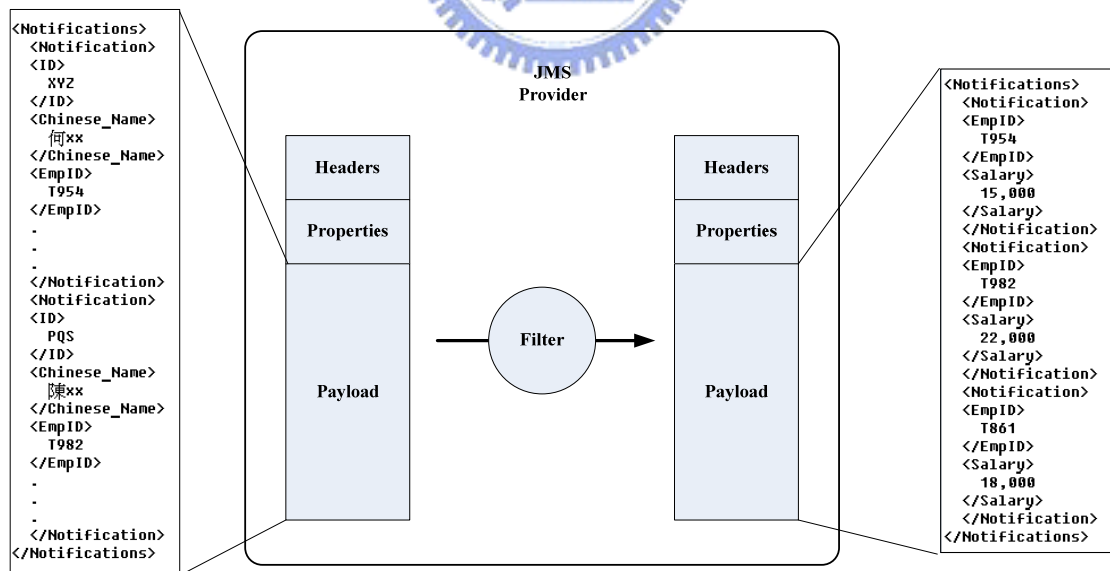 <Notifications>
<Notification>
<ID>
XYZ
</ID>
<Chinese_Name>
何xx
</Chinese_Name>
<EmpID>
T954
</EmpID>
.
.
.
</Notification>
<Notification>
<ID>
PQS
</ID>
<Chinese_Name>
陳xx
</Chinese_Name>
<EmpID>
T982
</EmpID>
.
.
.
</Notification>
</Notifications>
JMS
Provider
Headers
Properties
Payload
Filter
Headers
Properties
Payload
<Notifications>
<Notification>
<EmpID>
T954
</EmpID>
<Salary>
15,000
</Salary>
</Notification>
<Notification>
<EmpID>
T982
</EmpID>
<Salary>
22,000
</Salary>
</Notification>
<Notification>
<EmpID>
T861
</EmpID>
<Salary>
18,000
</Salary>
</Notification>
</Notifications>